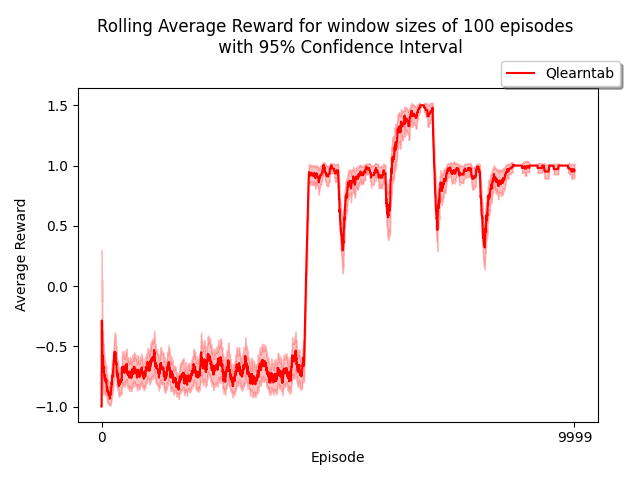 Rolling Average Reward for window sizes of 100 episodes
with 95% Confidence Interval
Qlearntab
1.5
1.0
0.5
0.0
−0.5
−1.0
Average Reward
0
9999
Episode